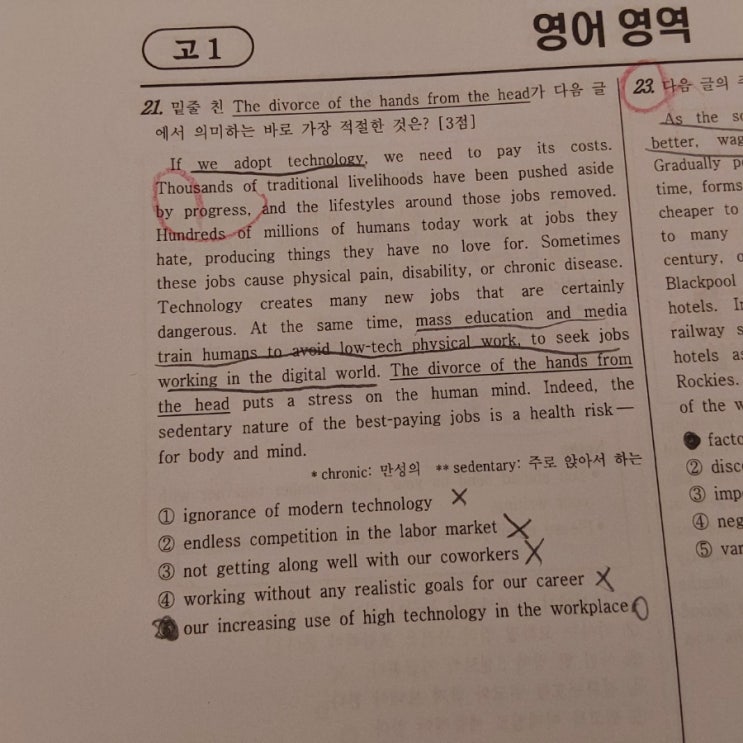 고 1
영어 영역
21. 밑줄 친 The divorce of the hands from the head가 다음 글
에서 의미하는 바로 가장 적절한 것은? [3점]
If we adopt technology, we need to pay its costs.
Thousands of traditional livelihoods have been pushed aside
by progress, and the lifestyles around those jobs removed.
Hundreds of millions of humans today work at jobs they
hate, producing things they have no love for. Sometimes
these jobs cause physical pain, disability, or chronic disease.
Technology creates many new jobs that are certainly
dangerous. At the same time, mass education and media
train humans to avoid low-tech physical work, to seek jobs
working in the digital world. The divorce of the hands from
the head puts a stress on the human mind. Indeed, the
sedentary nature of the best-paying jobs is a health risk—
for body and mind.
* chronic: 만성의 ** sedentary: 주로 앉아서 하는
① ignorance of modern technology
② endless competition in the labor market
③ not getting along well with our coworkers
④ working without any realistic goals for our career
our increasing use of high technology in the workplace
23. 다음 글의
As the
better,
Gradually
time, forms
cheaper to
to many
century,
Blackpool
hotels.
railway
hotels
Rockies.
of the
②
③
④
⑤